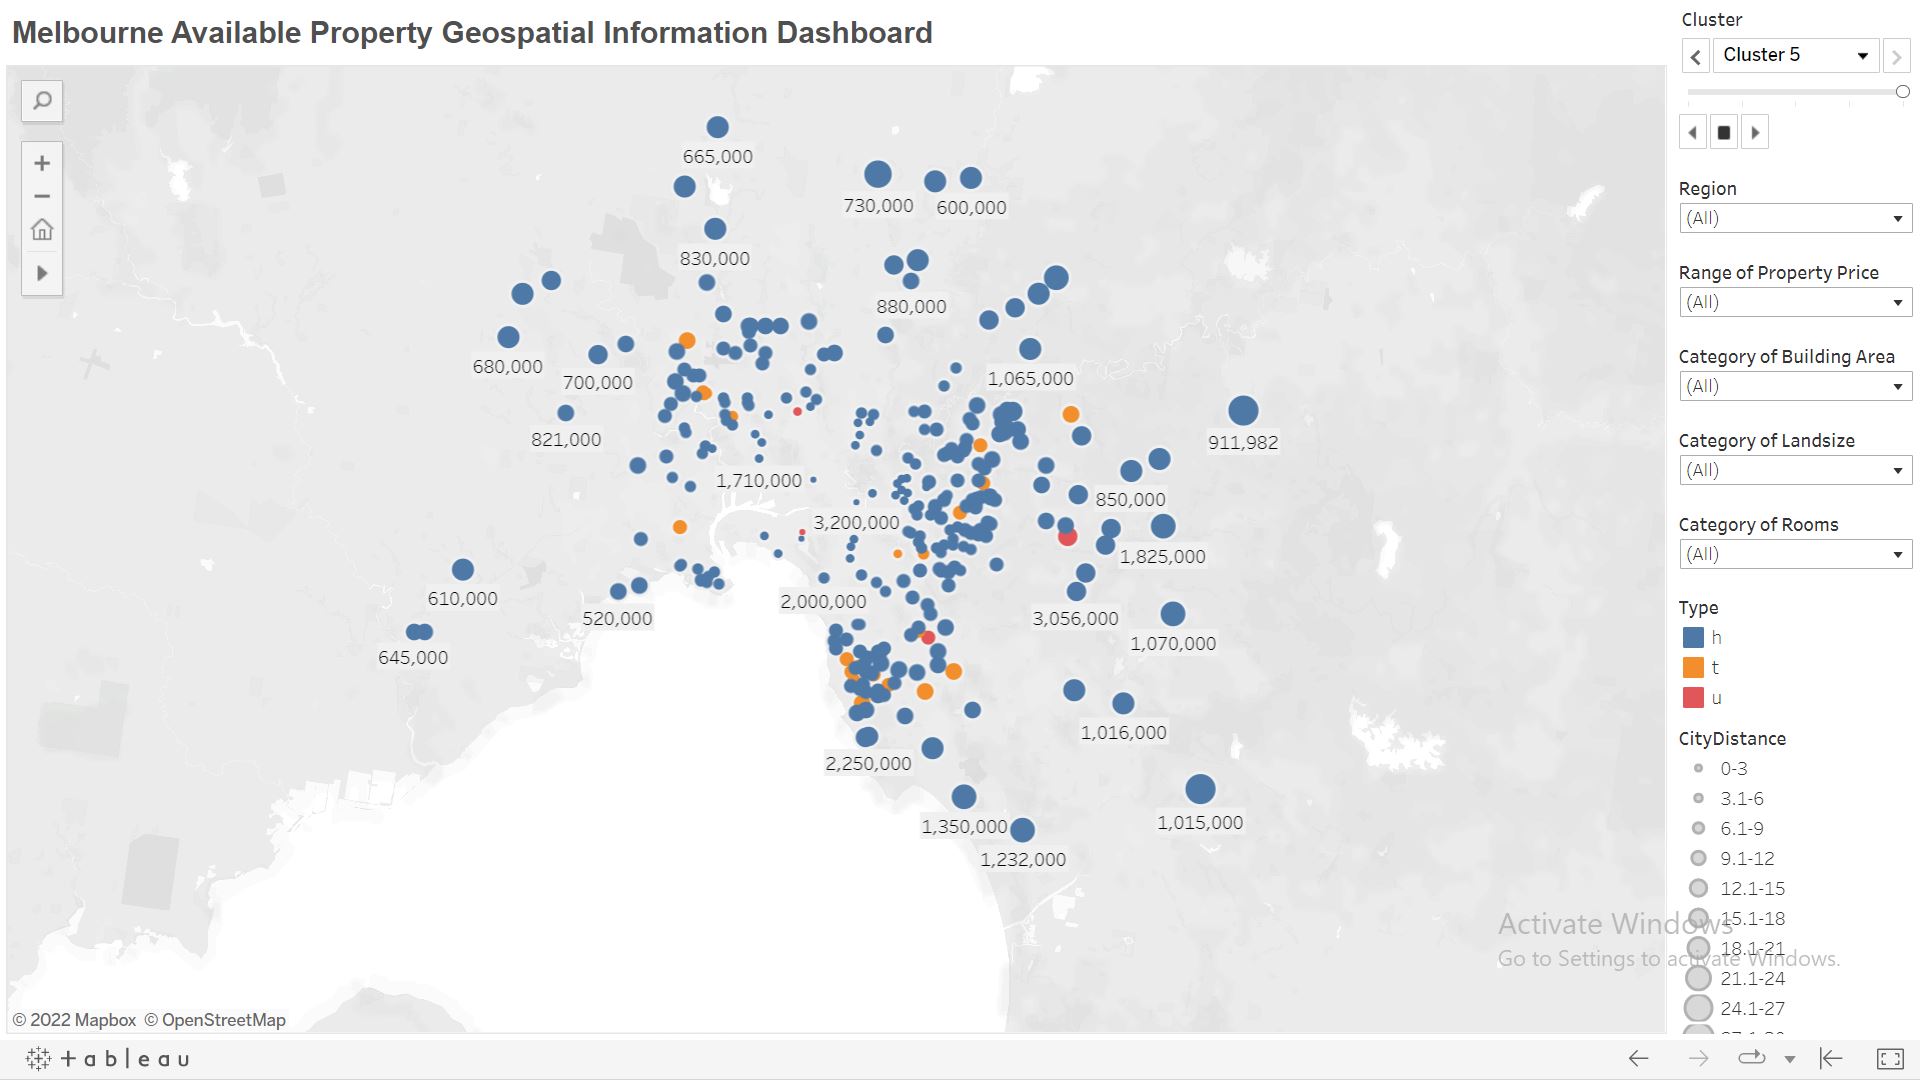 Melbourne Available Property Geospatial Information Dashboard
665,000
730,000
600,000
830,000
880,000
680,000
700,000
1,065,000
821,000
911,982
1,710,000
850,000
3,200,000
1,825,000
610,000
2,000,000
520,000
3,056,000
1,070,000
645,000
1,016,000
2,250,000
1,350,000
1,015,000
1,232,000
© 2022 Mapbox © OpenStreetMap
Cluster
Cluster 5
Region
(All)
Range of Property Price
(All)
Category of Building Area
(All)
Category of Landsize
(All)
Category of Rooms
(All)
Type
h
t
u
CityDistance
0-3
3.1-6
6.1-9
9.1-12
12.1-15
15.1-18
18.1-21
21.1-24
24.1-27
Activate Windows
Go to Settings to activate Windows.
+ableau